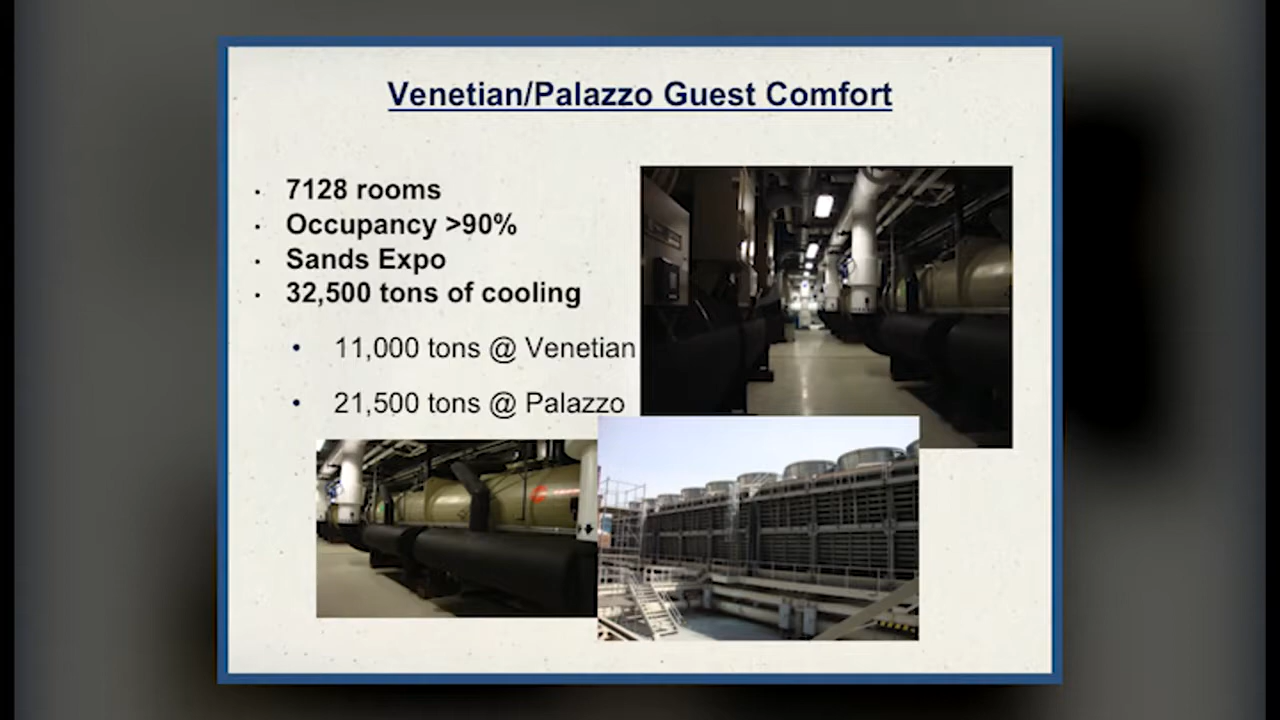 Venetian/Palazzo Guest Comfort
· 7128 rooms
· Occupancy >90%
· Sands Expo
· 32,500 tons of cooling
• 11,000 tons @ Venetian
• 21,500 tons @ Palazzo